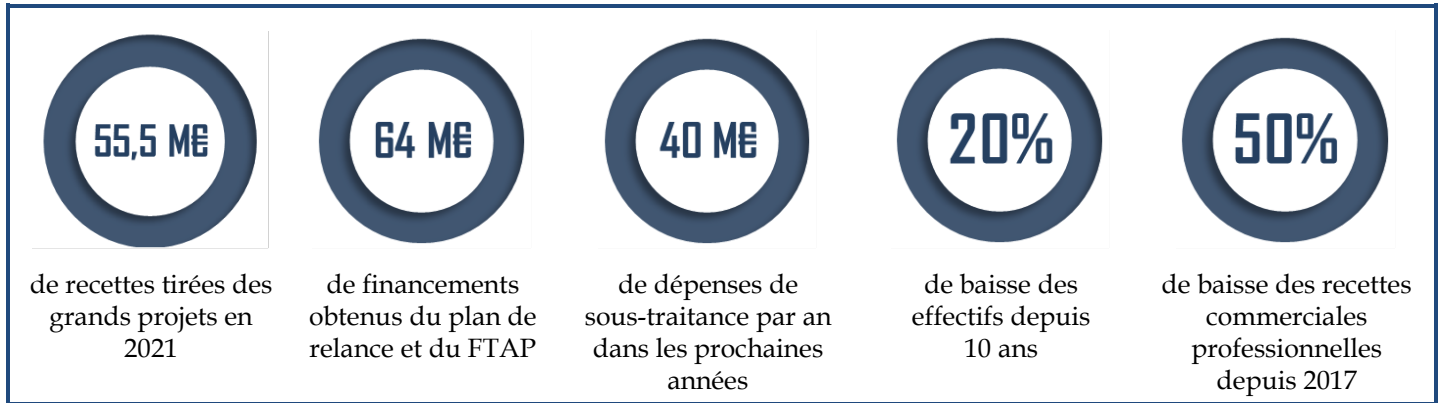 55,5 M€
de recettes tirées des
grands projets en
2021
64 M€
de financements
obtenus du plan de
relance et du FTAP
40 M€
de dépenses de
sous-traitance par an
dans les prochaines
années
20%
de baisse des
effectifs depuis
10 ans
50%
de baisse des recettes
commerciales
professionnelles
depuis 2017